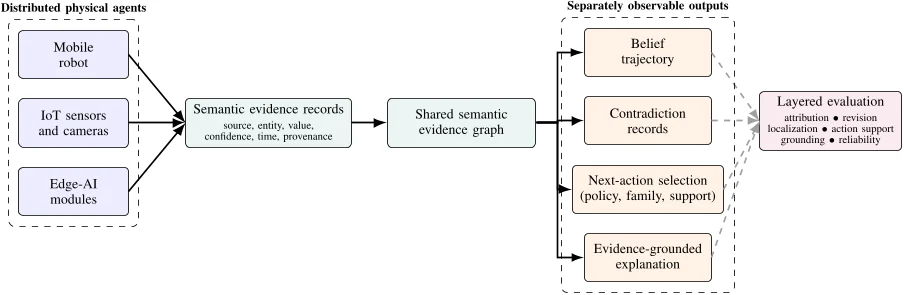 Distributed physical agents
Mobile
robot
IoT sensors
and cameras
Edge-AI
modules
Semantic evidence records
source, entity, value,
confidence, time, provenance
Shared semantic
evidence graph
Separately observable outputs
Belief
trajectory
Contradiction
records
Next-action selection
(policy, family, support)
Evidence-grounded
explanation
Layered evaluation
attribution • revision
localization • action support
grounding • reliability